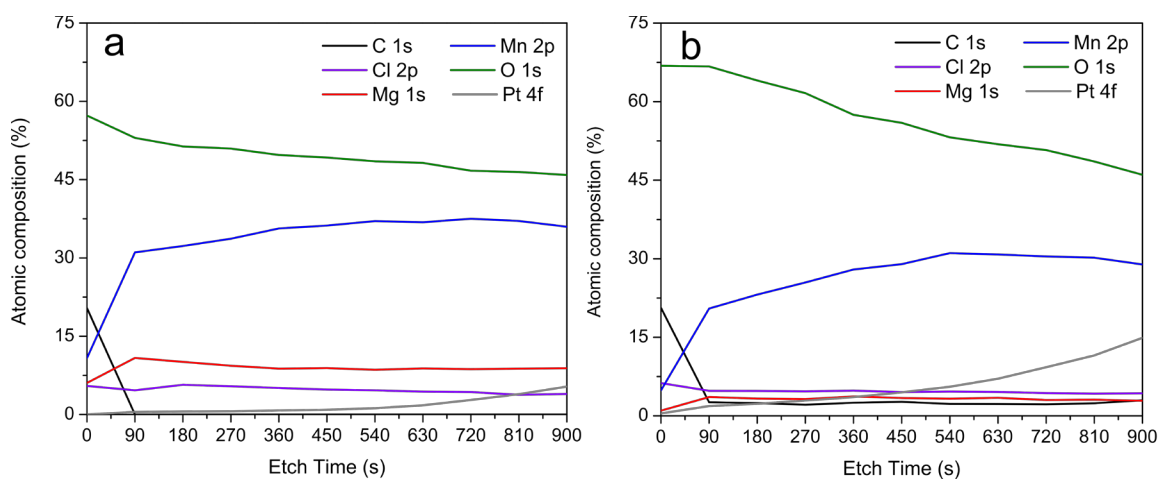 a
C 1s
Mn 2p
Cl 2p
O 1s
Mg 1s
Pt 4f
75
60
45
30
15
0
Atomic composition (%)
0 90 180 270 360 450 540 630 720 810 900
Etch Time (s)
b
C 1s
Mn 2p
Cl 2p
O 1s
Mg 1s
Pt 4f
75
60
45
30
15
0
Atomic composition (%)
0 90 180 270 360 450 540 630 720 810 900
Etch Time (s)